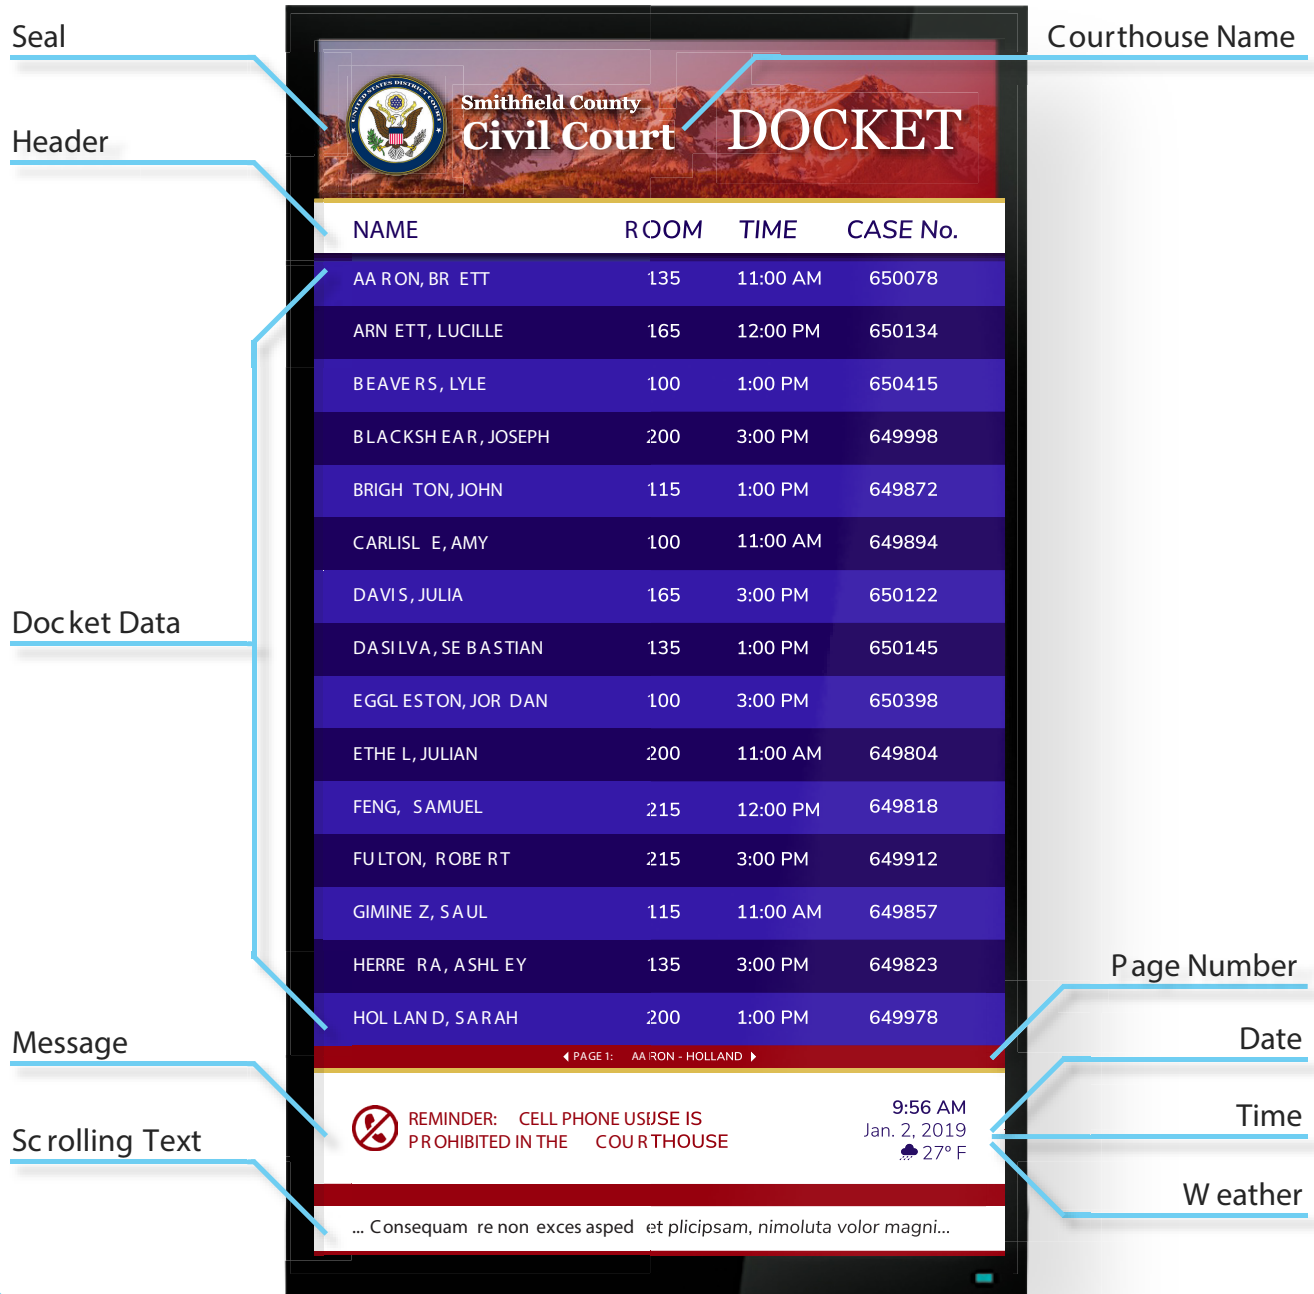 Seal
Courthouse Name
Header
UNITED STATES DISTRICT COURT
Smithfield County
Civil Court
DOCKET
NAME ROOM TIME CASE No.
AARON, BRETT 135 11:00 AM 650078
ARNETT, LUCILLE 165 12:00 PM 650134
BEAVERS, LYLE 100 1:00 PM 650415
BLACKSHEAR, JOSEPH 200 3:00 PM 649998
BRIGHTON, JOHN 115 1:00 PM 649872
CARLISLE, AMY 100 11:00 AM 649894
DAVIS, JULIA 165 3:00 PM 650122
Docket Data
DASILVA, SEBASTIAN 135 1:00 PM 650145
EGGLESTON, JORDAN 100 3:00 PM 650398
ETHEL, JULIAN 200 11:00 AM 649804
FENG, SAMUEL 215 12:00 PM 649818
FULTON, ROBERT 215 3:00 PM 649912
GIMINEZ, SAUL 115 11:00 AM 649857
HERRERA, ASHLEY 135 3:00 PM 649823
HOLLAND, SARAH 200 1:00 PM 649978
Page Number
Message
PAGE 1: AARON - HOLLAND
Date
REMINDER: CELL PHONE USUSE IS
PROHIBITED IN THE COURTHOUSE
9:56 AM
Jan. 2, 2019
27° F
Time
Scrolling Text
Weather
... Consequam re non exces asped et plicipsam, nimoluta volor magni...